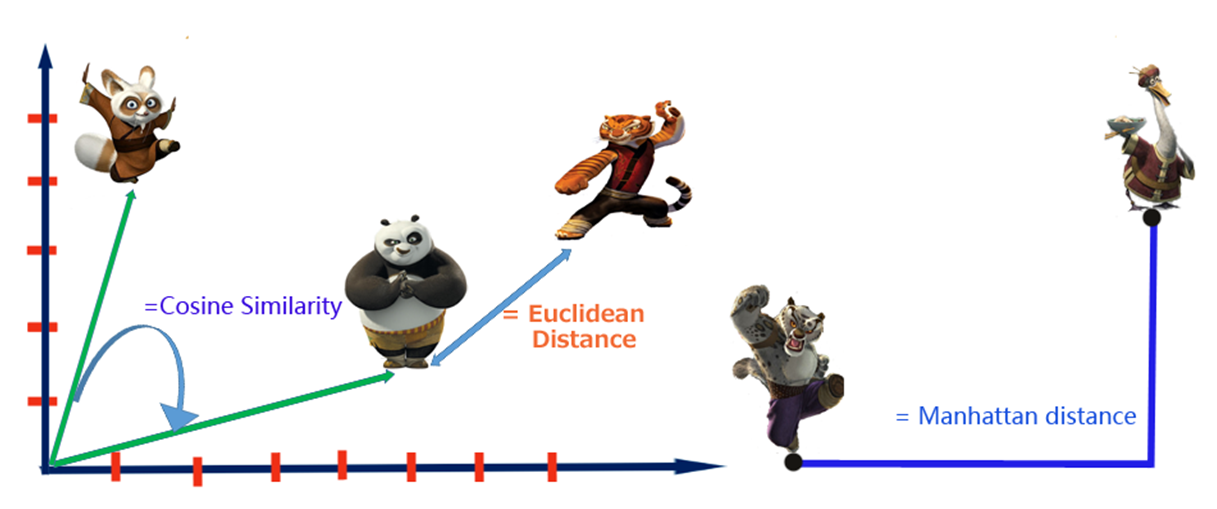 =Cosine Similarity
= Euclidean
Distance
= Manhattan distance